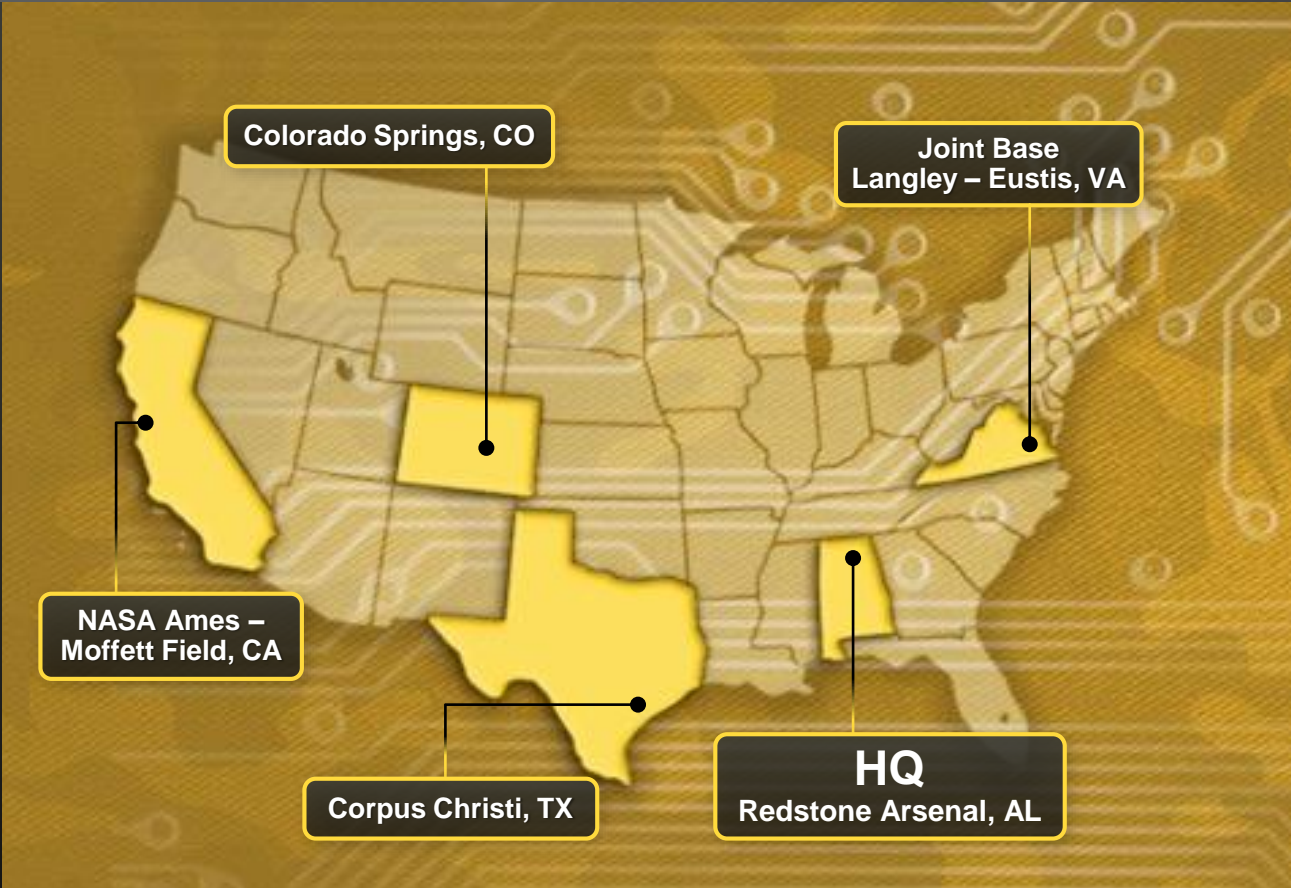 Colorado Springs, CO
Joint Base
Langley – Eustis, VA
NASA Ames –
Moffett Field, CA
Corpus Christi, TX
HQ
Redstone Arsenal, AL